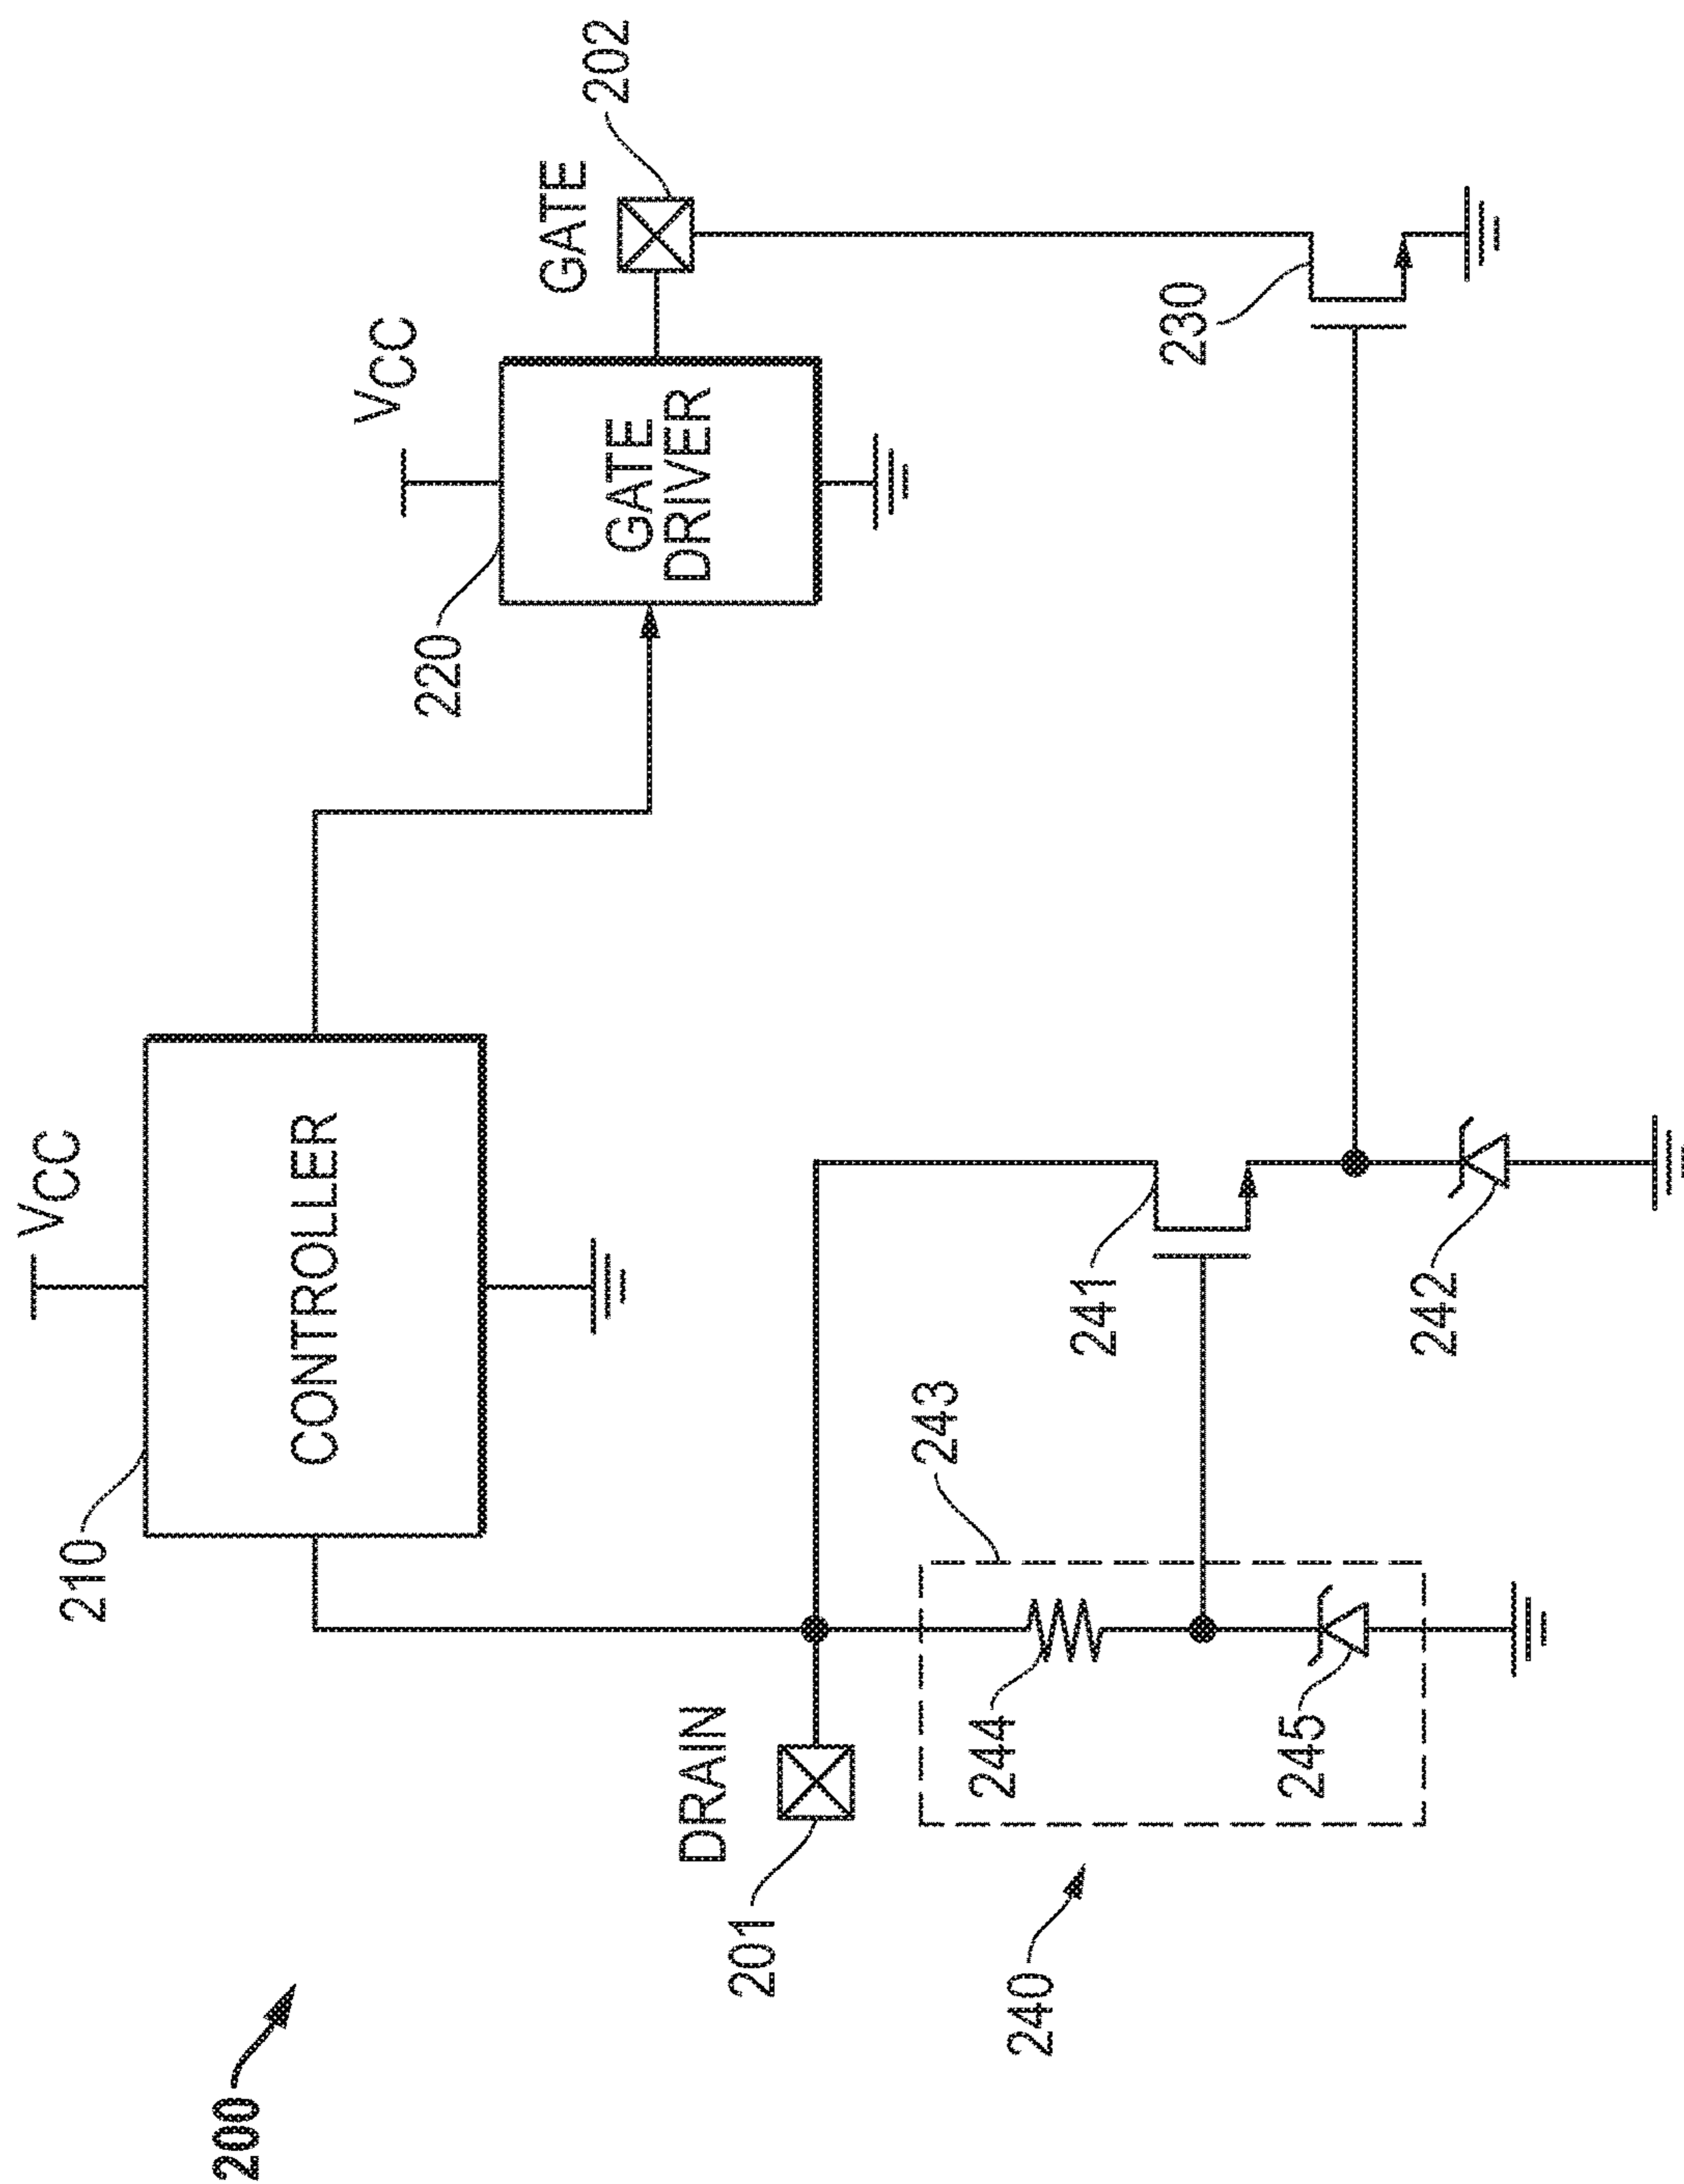 200
VCC
210
CONTROLLER
VCC
220
GATE
DRIVER
GATE
202
DRAIN
201
240
243
244
245
241
242
230